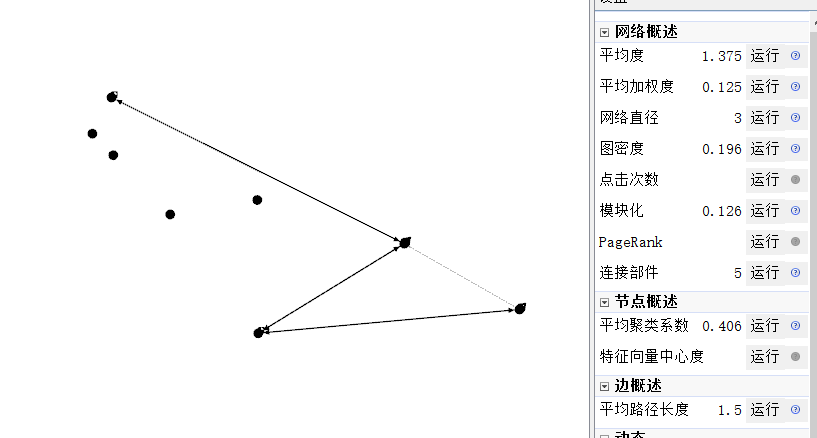 网络概述
平均度 1.375 运行
平均加权度 0.125 运行
网络直径 3 运行
图密度 0.196 运行
点击次数 运行
模块化 0.126 运行
PageRank 运行
连接部件 5 运行
节点概述
平均聚类系数 0.406 运行
特征向量中心度 运行
边概述
平均路径长度 1.5 运行